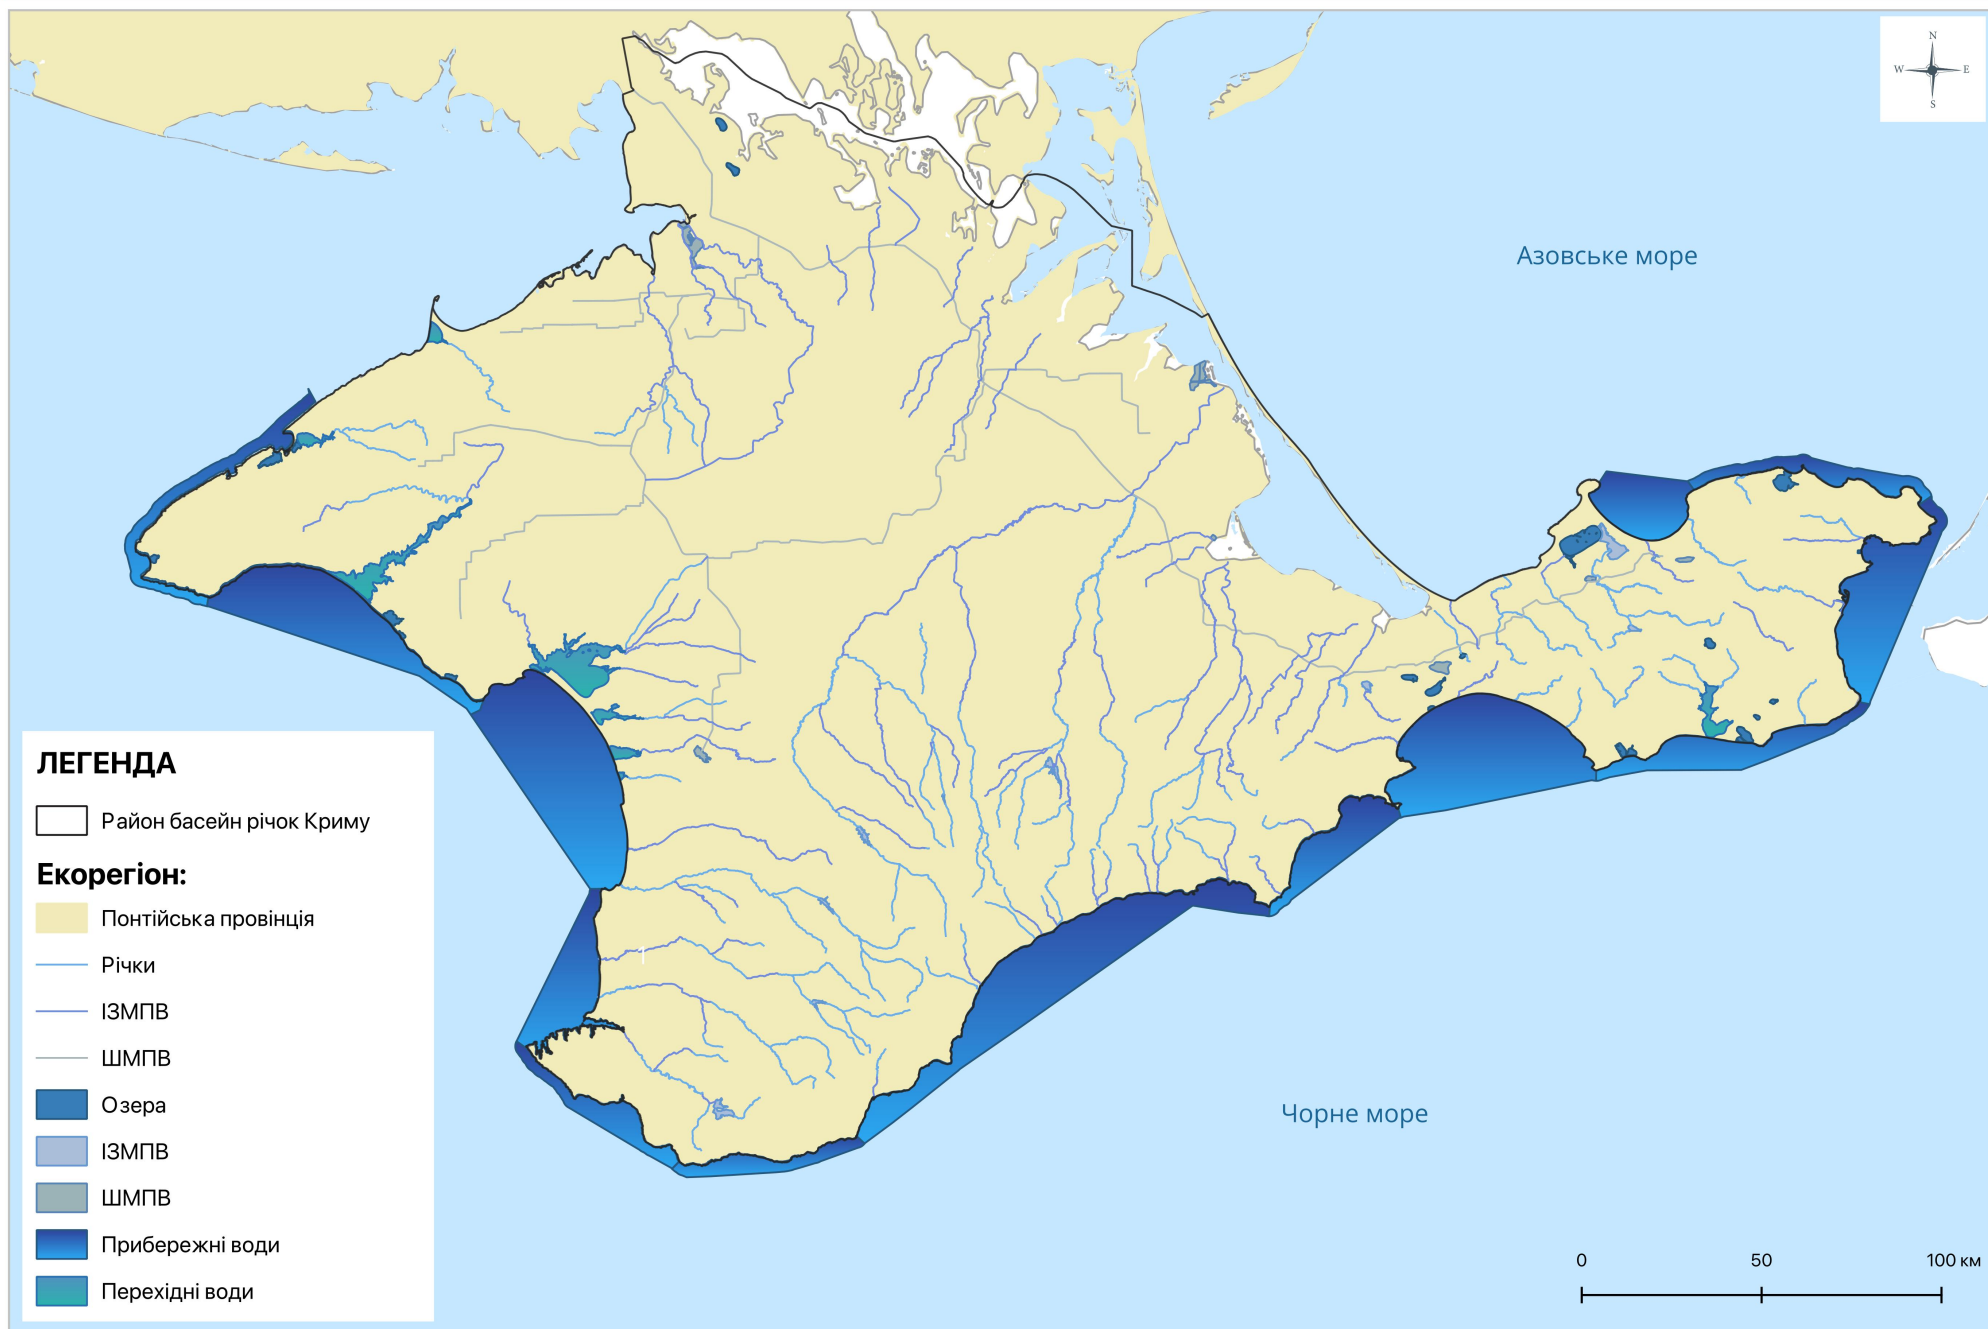 N
W E
S
Азовське море
Чорне море
ЛЕГЕНДА
Район басейн річок Криму
Екорегіон:
Понтійська провінція
Річки
ІЗМПВ
ШМПВ
Озера
ІЗМПВ
ШМПВ
Прибережні води
Перехідні води
0 50 100 км